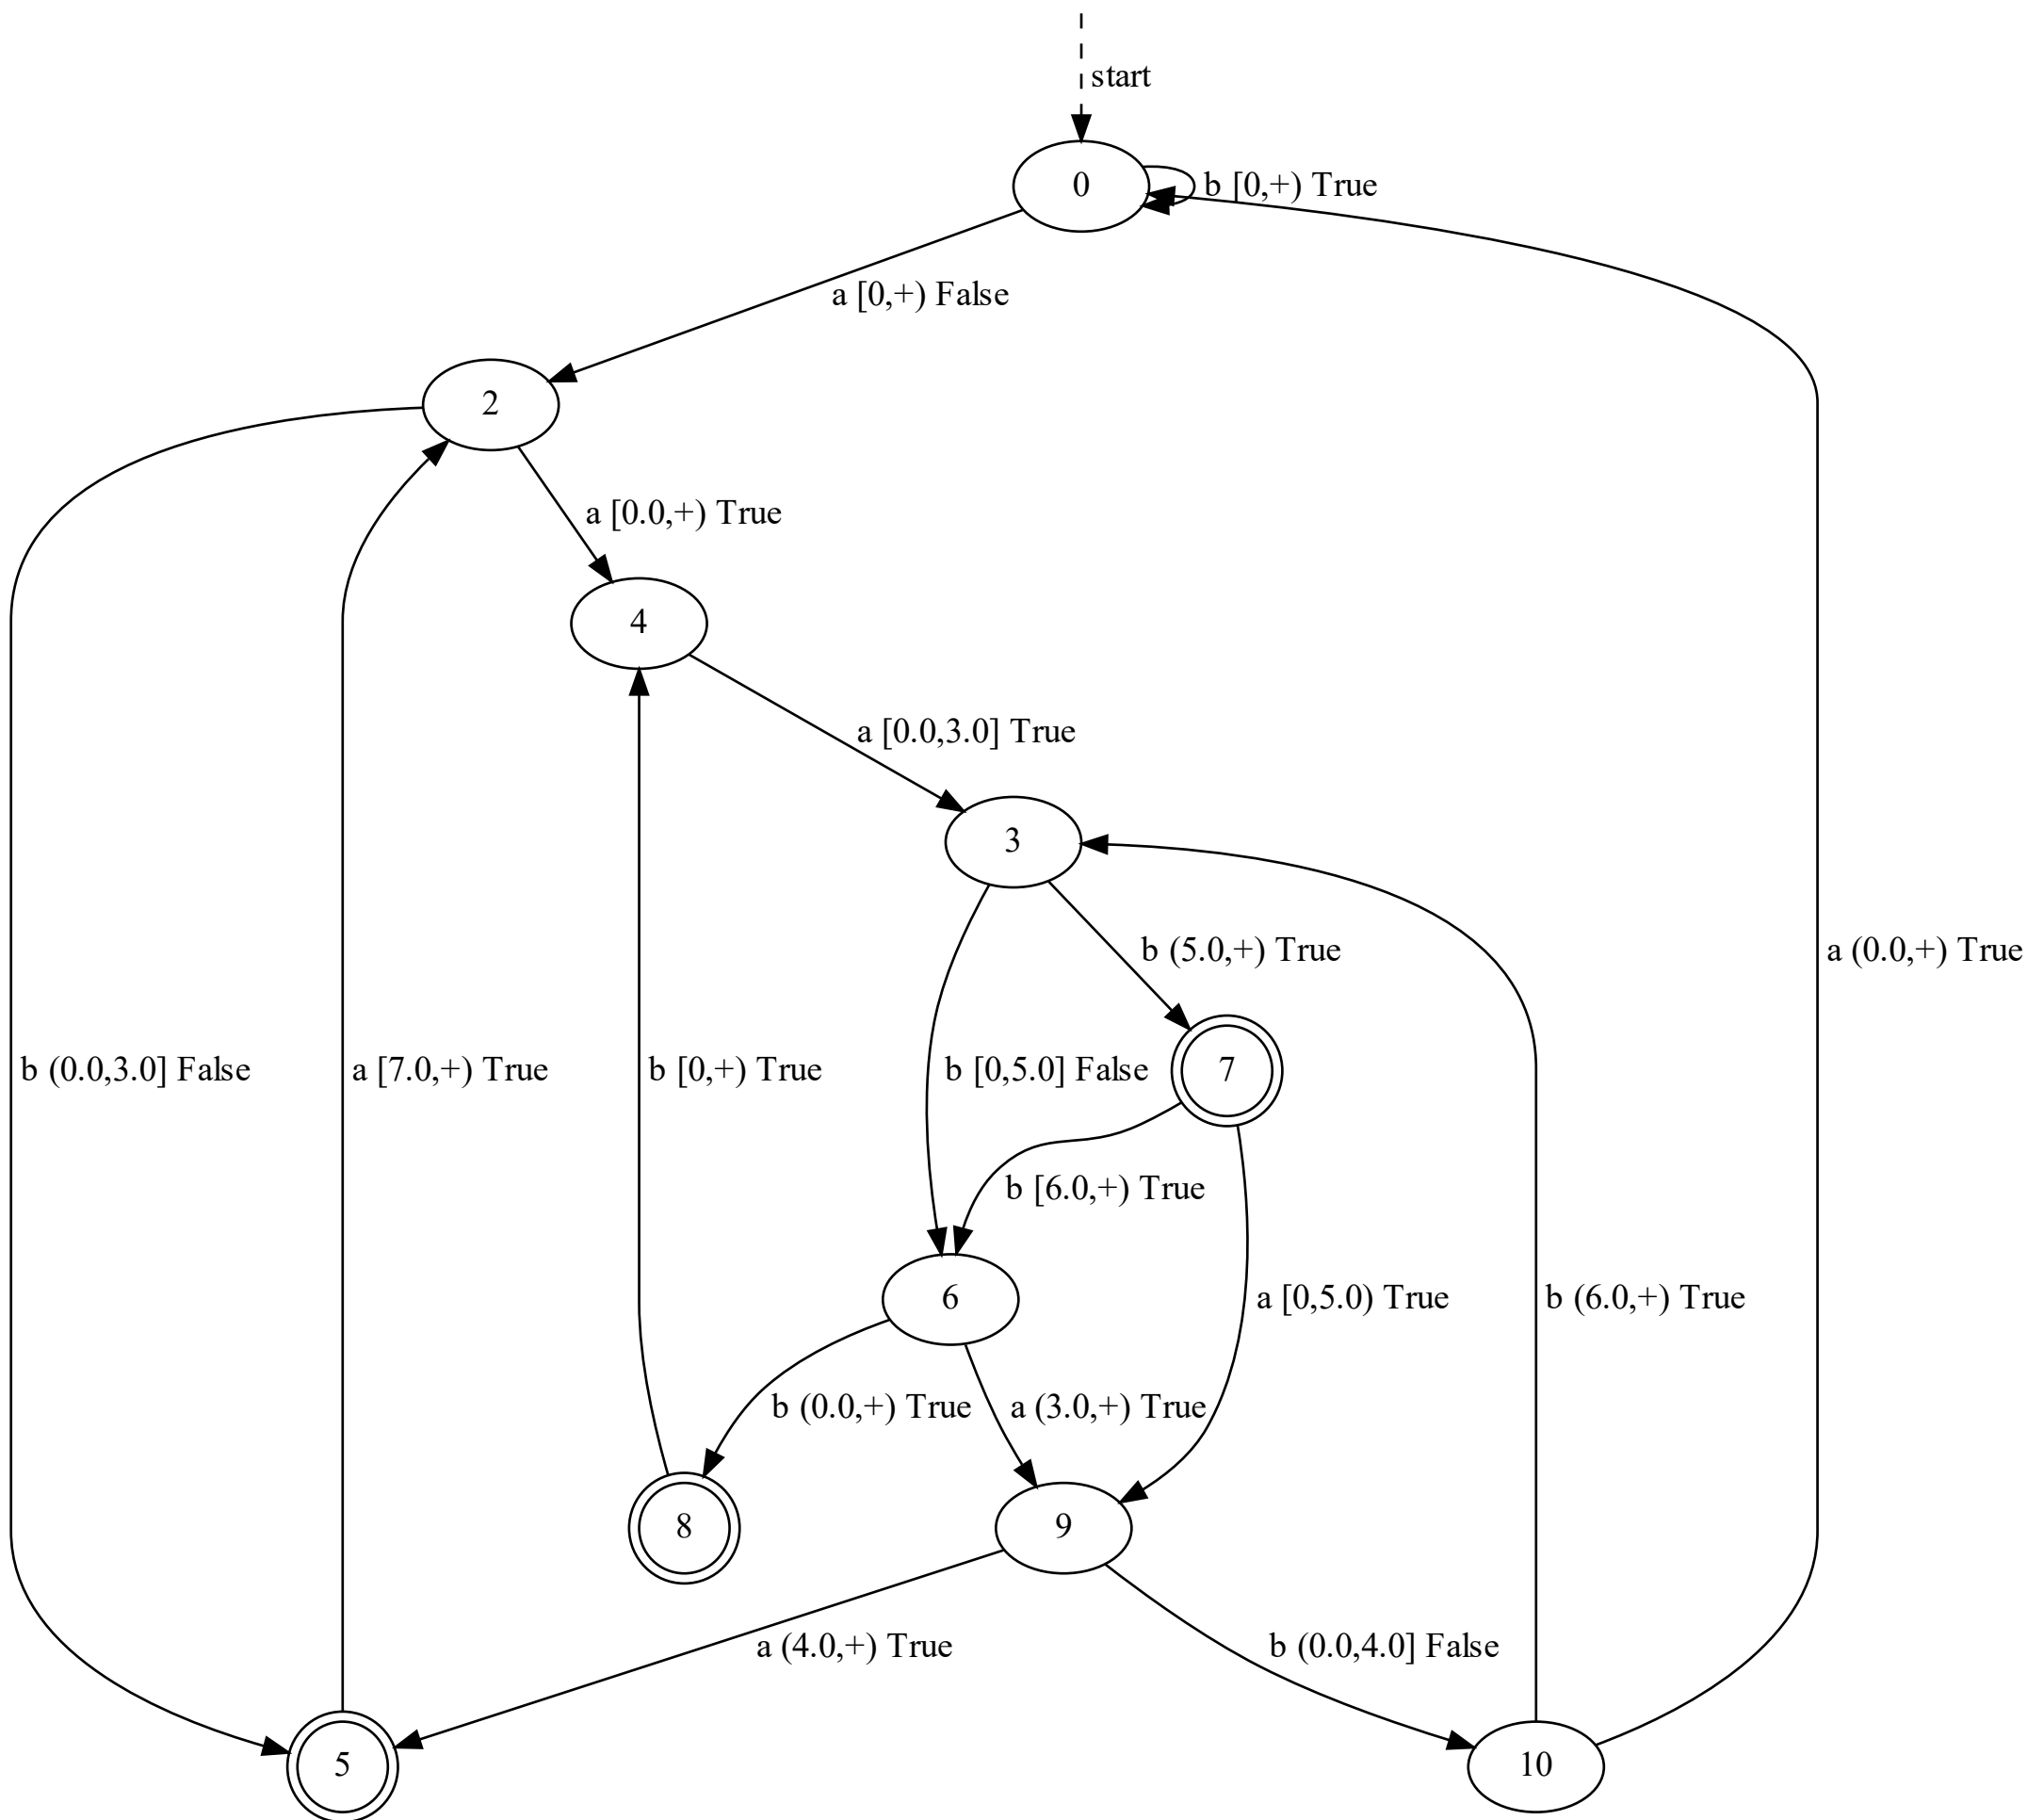 start
0
b [0,+) True
a [0,+) False
2
a [0.0,+) True
4
a [0.0,3.0] True
3
b (5.0,+) True
a (0.0,+) True
b (0.0,3.0] False
a [7.0,+) True
b [0,+) True
b [0,5.0] False
7
b [6.0,+) True
6
a [0,5.0) True
b (6.0,+) True
b (0.0,+) True
a (3.0,+) True
8
9
a (4.0,+) True
b (0.0,4.0] False
5
10